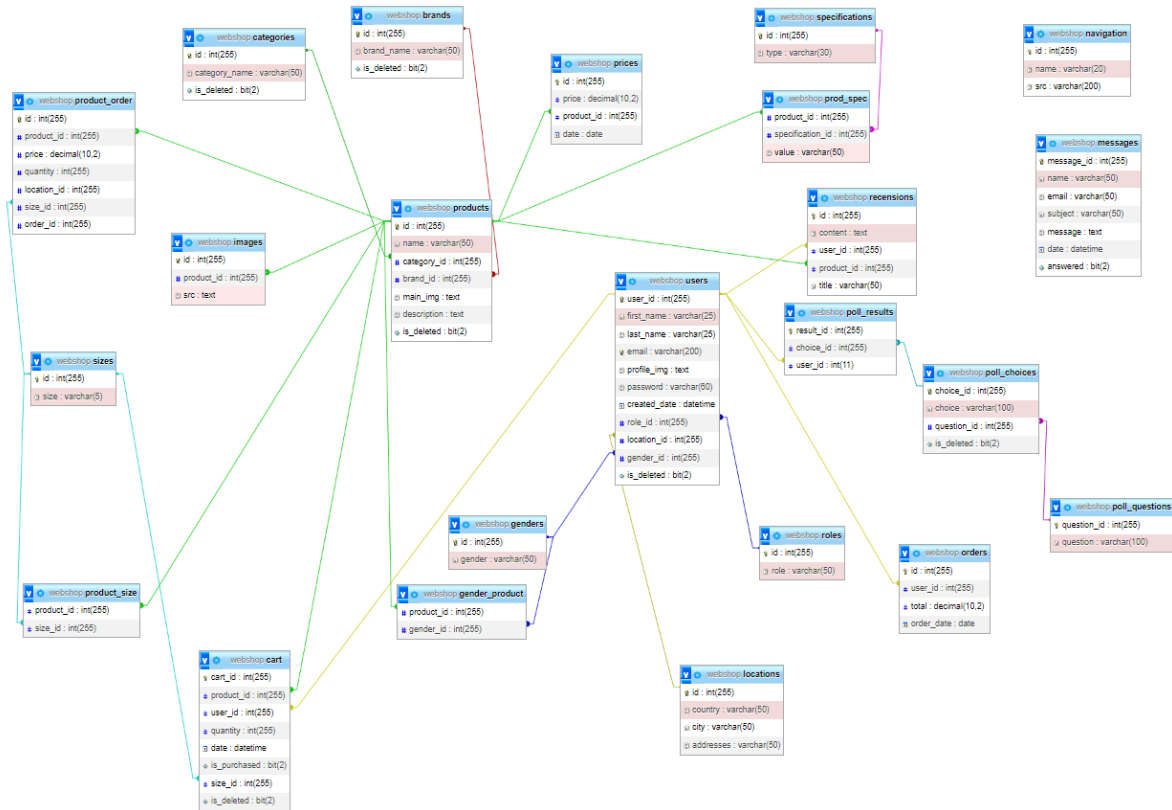 webshop brands
id : int(255)
brand_name : varchar(50)
is_deleted : bit(2)
webshop specifications
id : int(255)
type : varchar(30)
webshop categories
id : int(255)
category_name : varchar(50)
is_deleted : bit(2)
webshop navigation
id : int(255)
name : varchar(20)
src : varchar(200)
webshop prices
id : int(255)
price : decimal(10,2)
product_id : int(255)
date : date
webshop product_order
id : int(255)
product_id : int(255)
price : decimal(10,2)
quantity : int(255)
location_id : int(255)
size_id : int(255)
order_id : int(255)
webshop prod_spec
product_id : int(255)
specification_id : int(255)
value : varchar(50)
webshop messages
message_id : int(255)
name : varchar(50)
email : varchar(50)
subject : varchar(50)
message : text
date : datetime
answered : bit(2)
webshop products
id : int(255)
name : varchar(50)
category_id : int(255)
brand_id : int(255)
main_img : text
description : text
is_deleted : bit(2)
webshop recensions
id : int(255)
content : text
user_id : int(255)
product_id : int(255)
title : varchar(50)
webshop images
id : int(255)
product_id : int(255)
src : text
webshop users
user_id : int(255)
first_name : varchar(25)
last_name : varchar(25)
email : varchar(200)
profile_img : text
password : varchar(60)
created_date : datetime
role_id : int(255)
location_id : int(255)
gender_id : int(255)
is_deleted : bit(2)
webshop poll_results
result_id : int(255)
choice_id : int(255)
user_id : int(11)
webshop sizes
id : int(255)
size : varchar(5)
webshop poll_choices
choice_id : int(255)
choice : varchar(100)
question_id : int(255)
is_deleted : bit(2)
webshop poll_questions
question_id : int(255)
question : varchar(100)
webshop genders
id : int(255)
gender : varchar(50)
webshop roles
id : int(255)
role : varchar(50)
webshop orders
id : int(255)
user_id : int(255)
total : decimal(10,2)
order_date : date
webshop product_size
product_id : int(255)
size_id : int(255)
webshop gender_product
product_id : int(255)
gender_id : int(255)
webshop cart
cart_id : int(255)
product_id : int(255)
user_id : int(255)
quantity : int(255)
date : datetime
is_purchased : bit(2)
size_id : int(255)
is_deleted : bit(2)
webshop locations
id : int(255)
country : varchar(50)
city : varchar(50)
addresses : varchar(50)